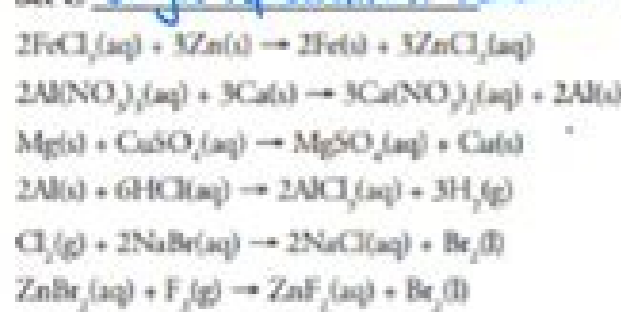 2FeCl₃(aq) + 3Zn(s) → 2Fe(s) + 3ZnCl₂(aq)
2Al(NO₃)₃(aq) + 3Ca(s) → 3Ca(NO₃)₂(aq) + 2Al(s)
Mg(s) + CuSO₄(aq) → MgSO₄(aq) + Cu(s)
2Al(s) + 6HCl(aq) → 2AlCl₃(aq) + 3H₂(g)
Cl₂(g) + 2NaBr(aq) → 2NaCl(aq) + Br₂(l)
ZnBr₂(aq) + F₂(g) → ZnF₂(aq) + Br₂(l)